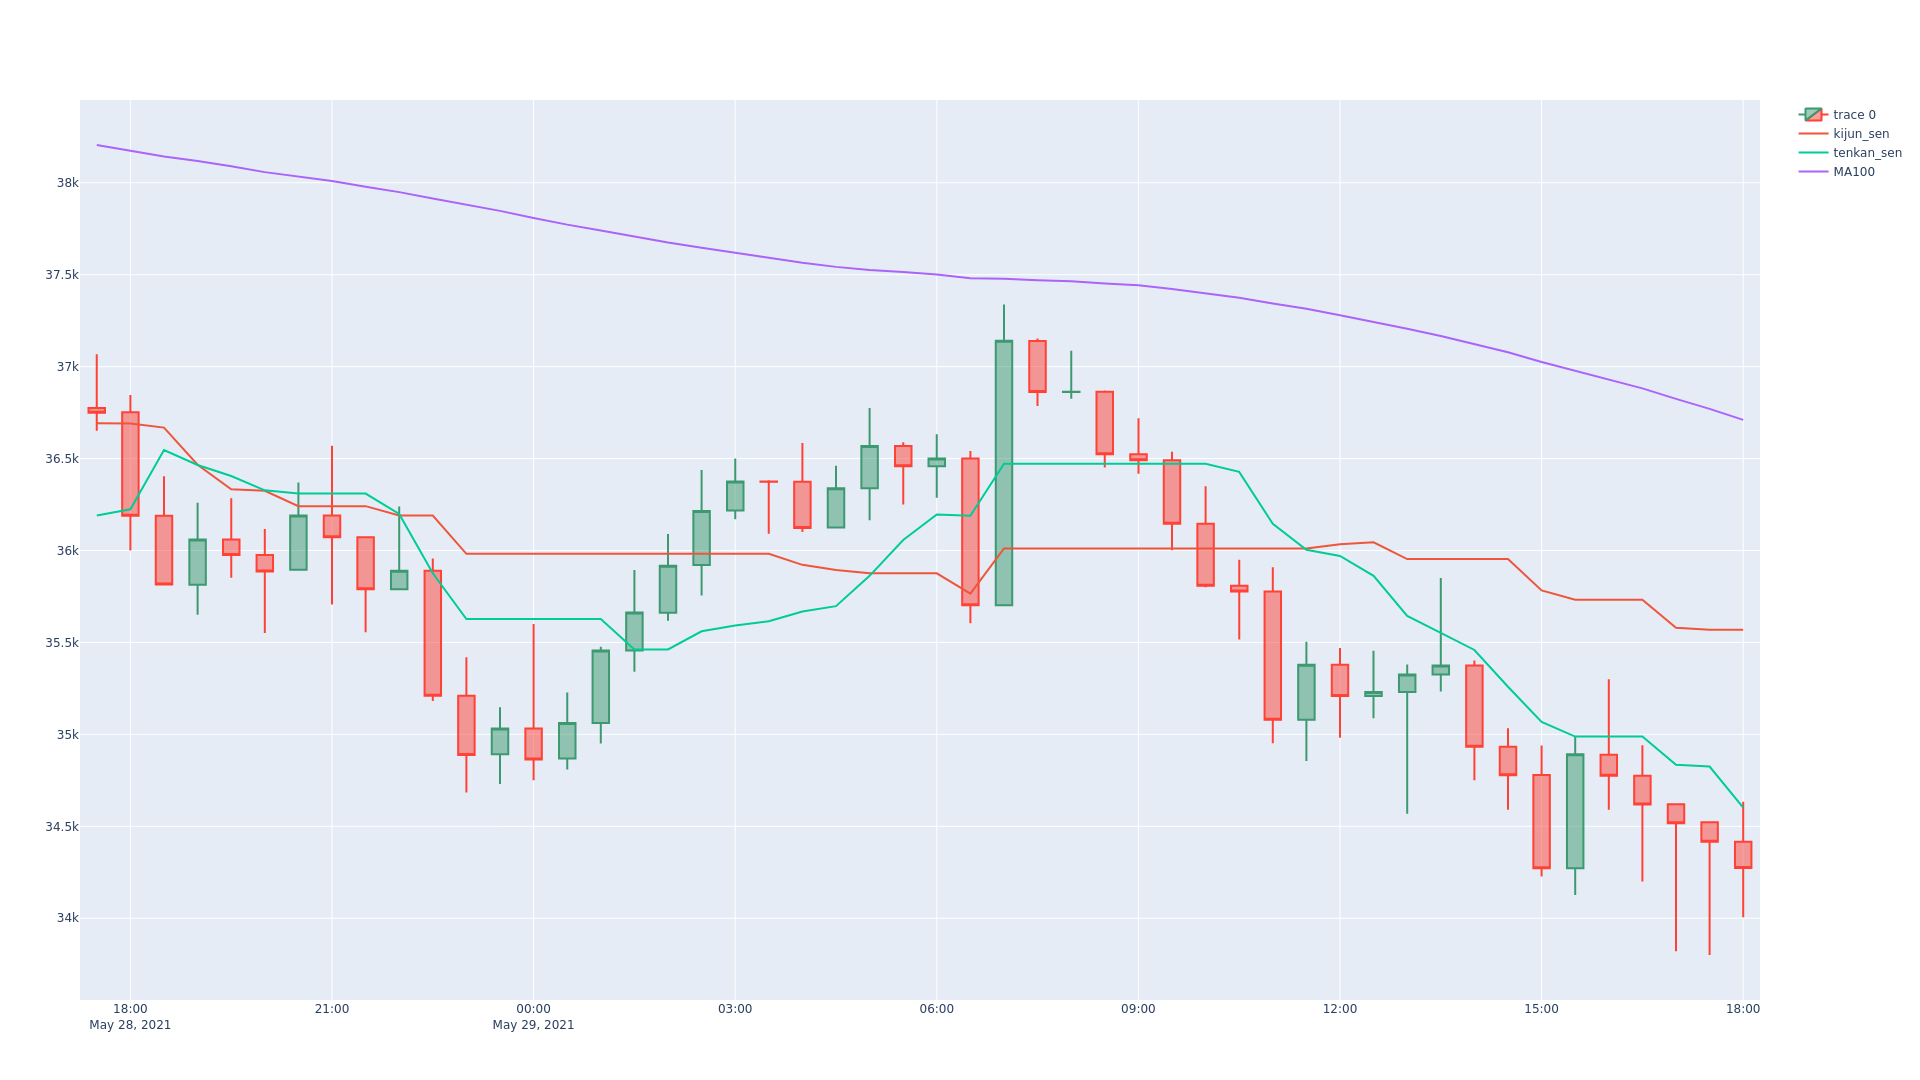 trace 0
kijun_sen
tenkan_sen
MA100
38k
37.5k
37k
36.5k
36k
35.5k
35k
34.5k
34k
18:00 21:00 00:00 03:00 06:00 09:00 12:00 15:00 18:00
May 28, 2021 May 29, 2021